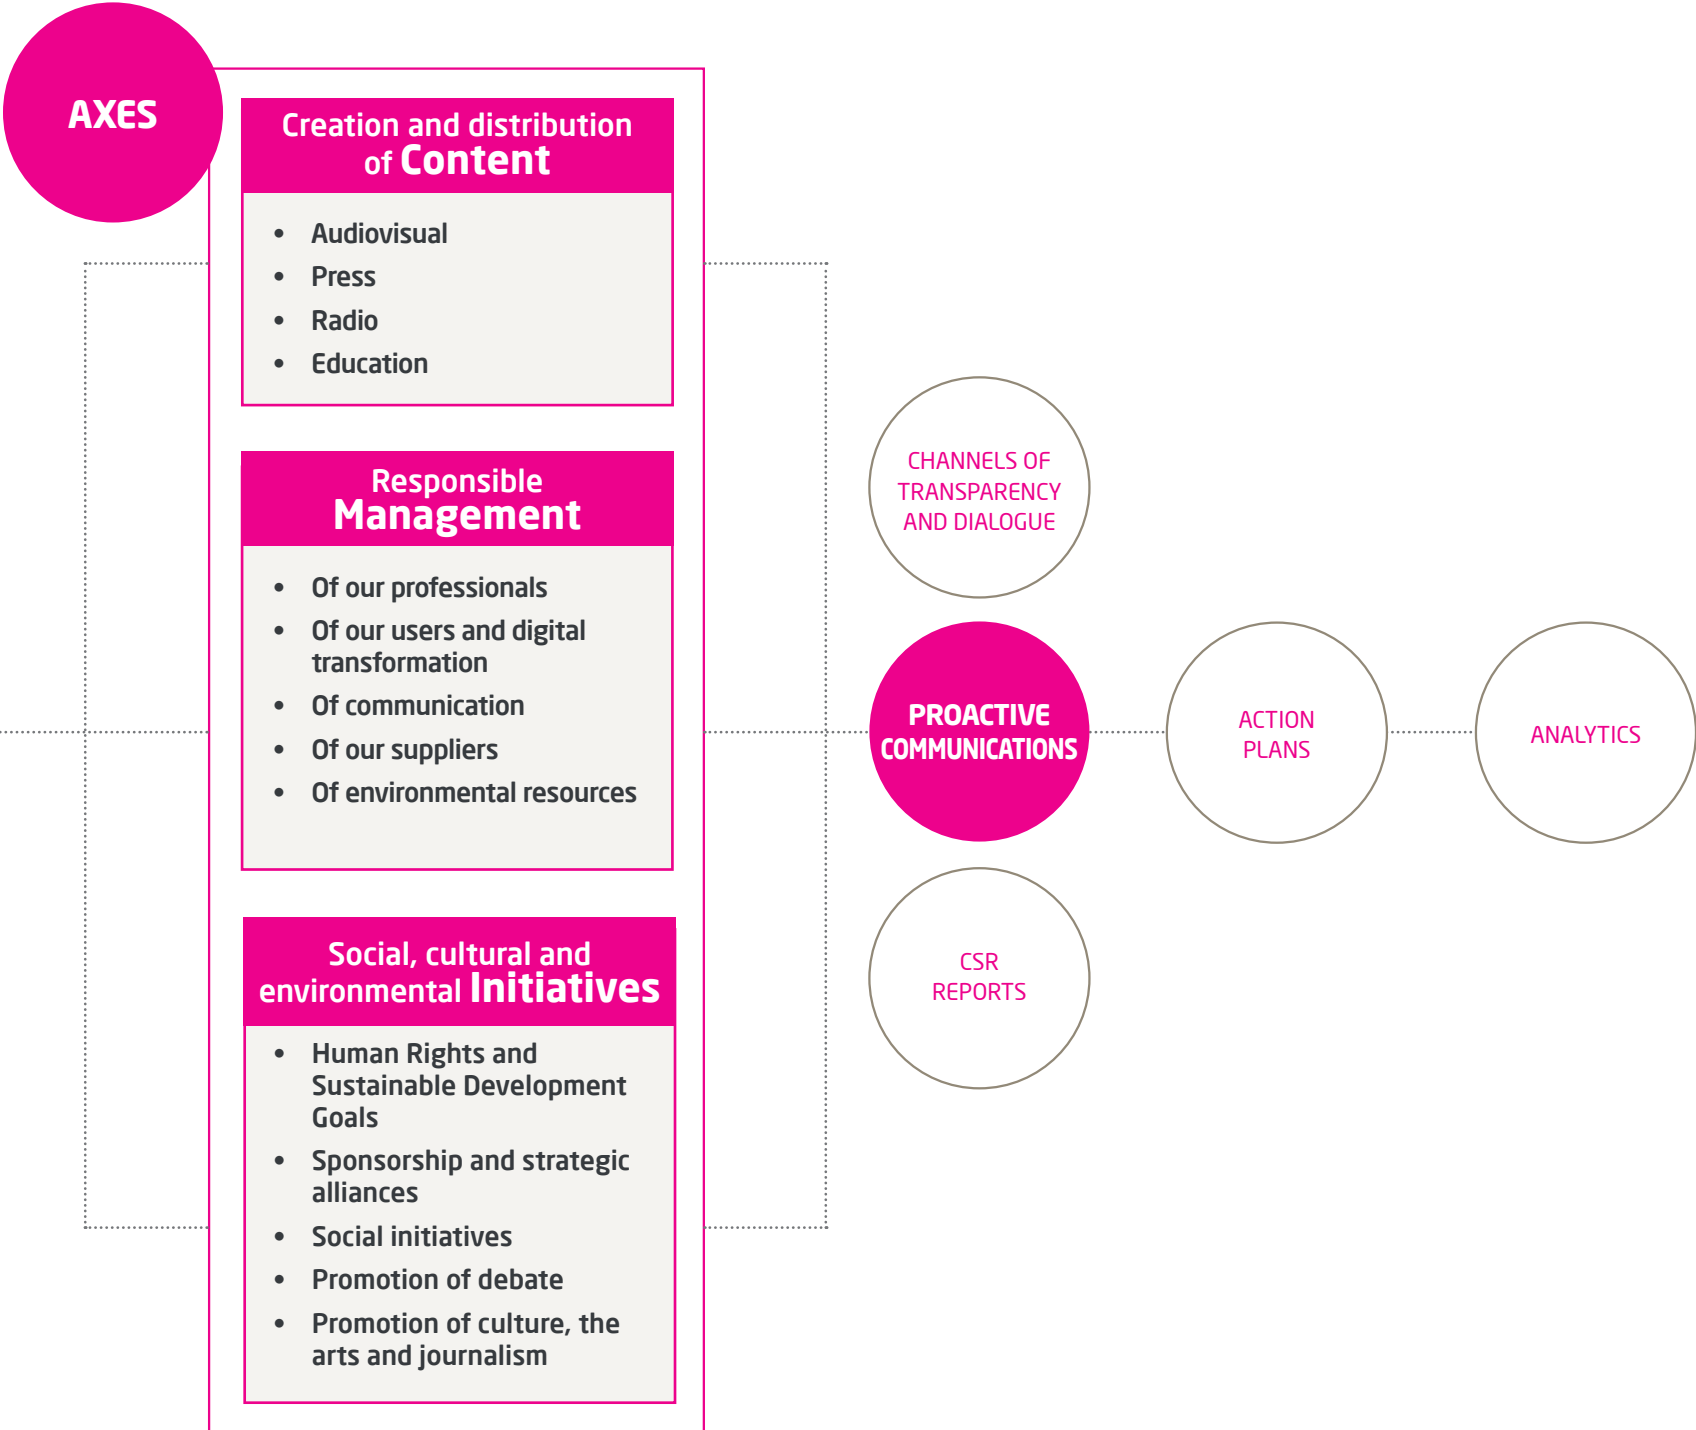 AXES
Creation and distribution
of Content
• Audiovisual
• Press
• Radio
• Education
Responsible
Management
• Of our professionals
• Of our users and digital
transformation
• Of communication
• Of our suppliers
• Of environmental resources
Social, cultural and
environmental Initiatives
• Human Rights and
Sustainable Development
Goals
• Sponsorship and strategic
alliances
• Social initiatives
• Promotion of debate
• Promotion of culture, the
arts and journalism
CHANNELS OF
TRANSPARENCY
AND DIALOGUE
PROACTIVE
COMMUNICATIONS
CSR
REPORTS
ACTION
PLANS
ANALYTICS